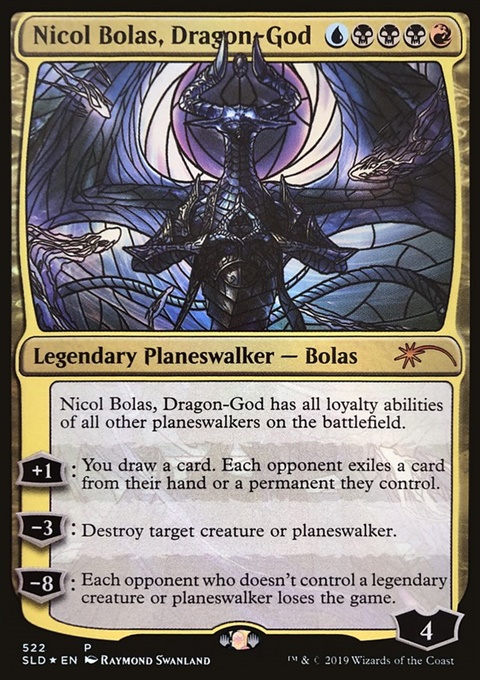 Nicol Bolas, Dragon-God
Legendary Planeswalker — Bolas
Nicol Bolas, Dragon-God has all loyalty abilities
of all other planeswalkers on the battlefield.
+1: You draw a card. Each opponent exiles a card
from their hand or a permanent they control.
-3: Destroy target creature or planeswalker.
-8: Each opponent who doesn't control a legendary
creature or planeswalker loses the game.
4
522 P
SLD ★ EN Raymond Swanland
™ & © 2019 Wizards of the Coast